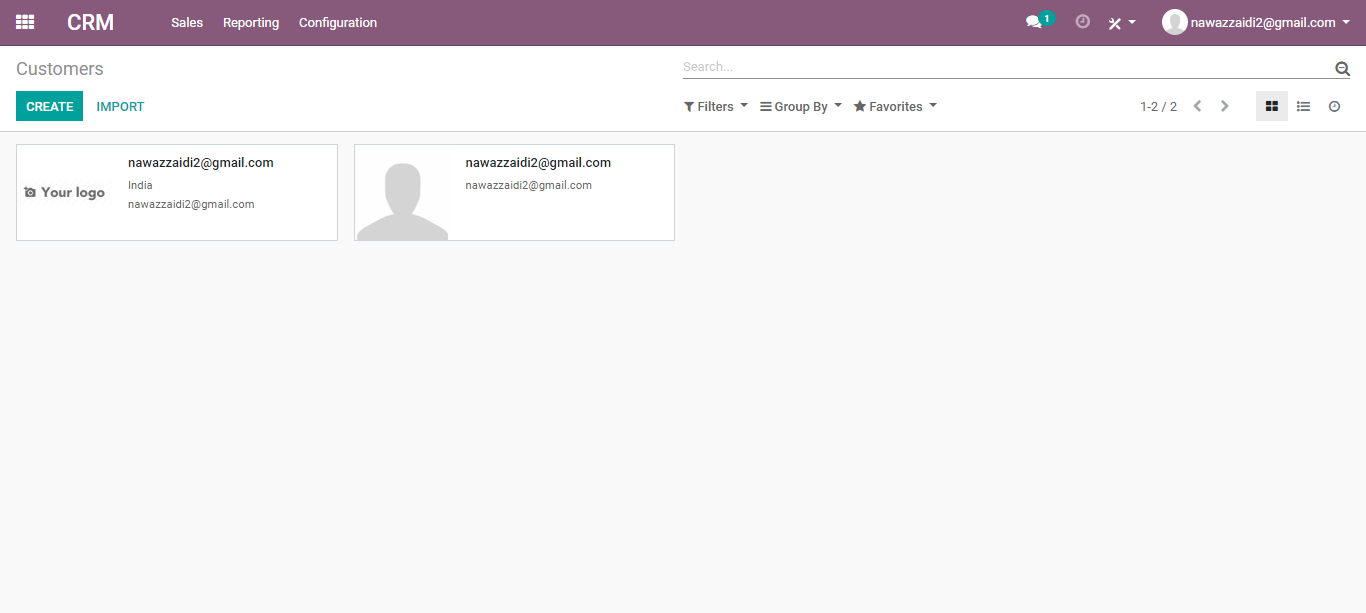 CRM Sales Reporting Configuration 1 nawazzaidi2@gmail.com
Customers Search...
CREATE IMPORT Filters Group By Favorites 1-2 / 2
nawazzaidi2@gmail.com
India
nawazzaidi2@gmail.com
Your logo
nawazzaidi2@gmail.com
nawazzaidi2@gmail.com